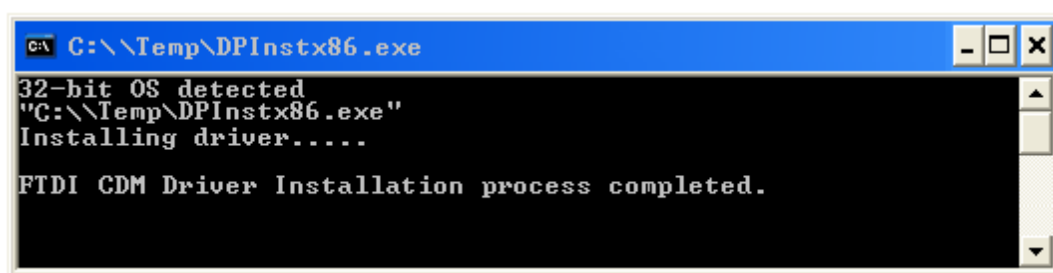 C:\\Temp\DPInstx86.exe
32-bit OS detected
"C:\\Temp\DPInstx86.exe"
Installing driver.....
FTDI CDM Driver Installation process completed.